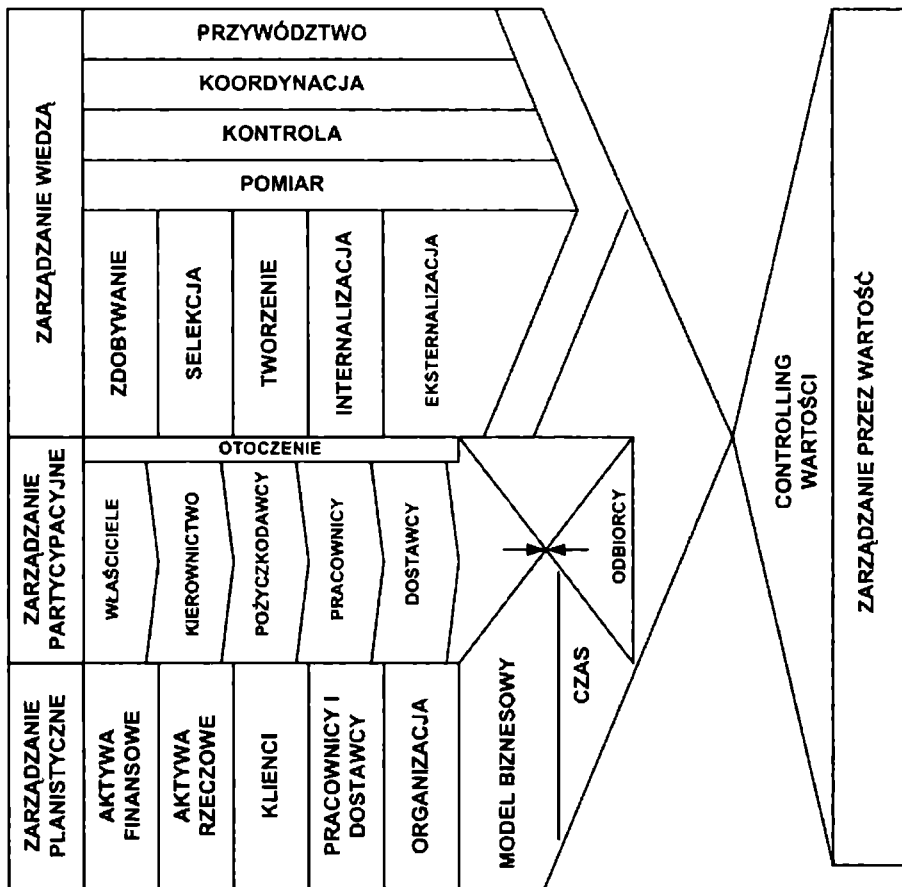 ZARZĄDZANIE WIEDZĄ
PRZYWÓDZTWO
KOORDYNACJA
KONTROLA
POMIAR
ZDOBYWANIE
SELEKCJA
TWORZENIE
INTERNALIZACJA
EKSTERNALIZACJA
ZARZĄDZANIE
PARTYCYPACYJNE
OTOCZENIE
WŁAŚCICIELE
KIEROWNICTWO
POŻYCZKODAWCY
PRACOWNICY
DOSTAWCY
ODBIORCY
ZARZĄDZANIE
PLANISTYCZNE
AKTYWA
FINANSOWE
AKTYWA
RZECZOWE
KLIENCI
PRACOWNICY I
DOSTAWCY
ORGANIZACJA
MODEL BIZNESOWY
CZAS
CONTROLLING
WARTOŚCI
ZARZĄDZANIE PRZEZ WARTOŚĆ